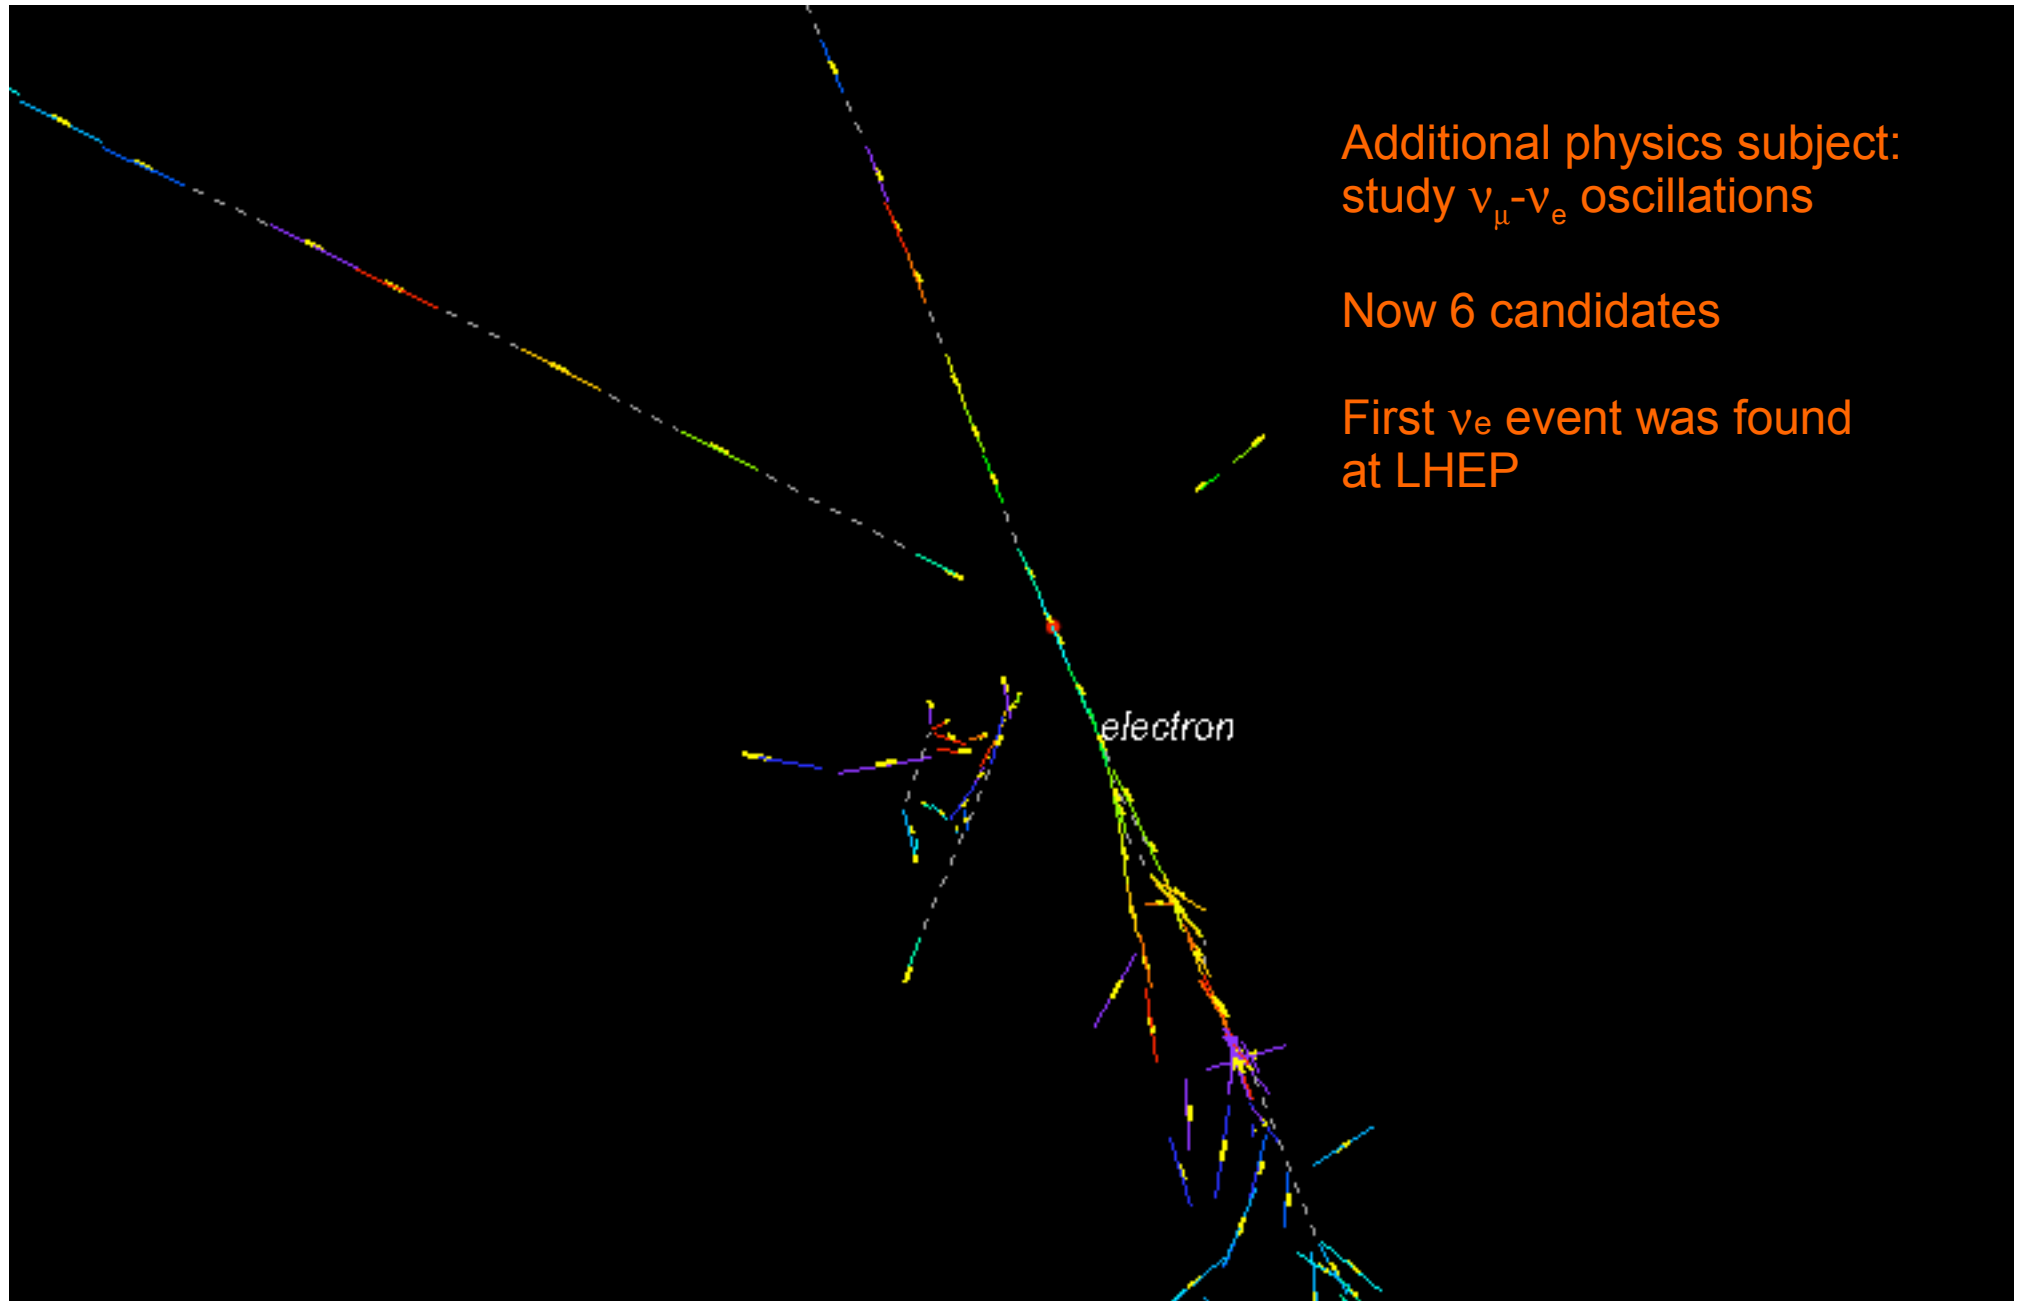 Additional physics subject:
study νμ-νe oscillations
Now 6 candidates
First νe event was found
at LHEP
electron